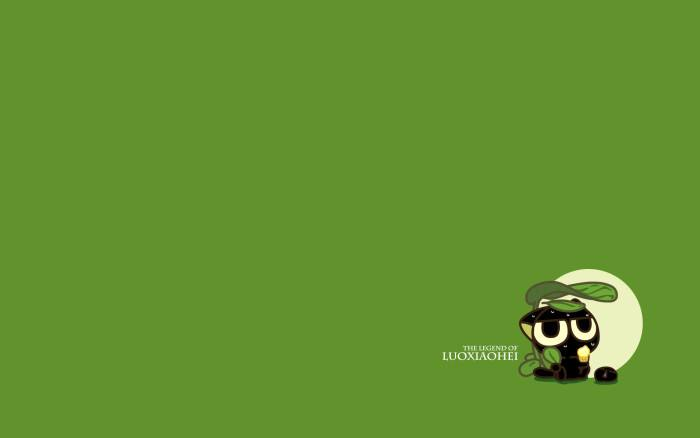 THE LEGEND OF
LUOXIAOHEI